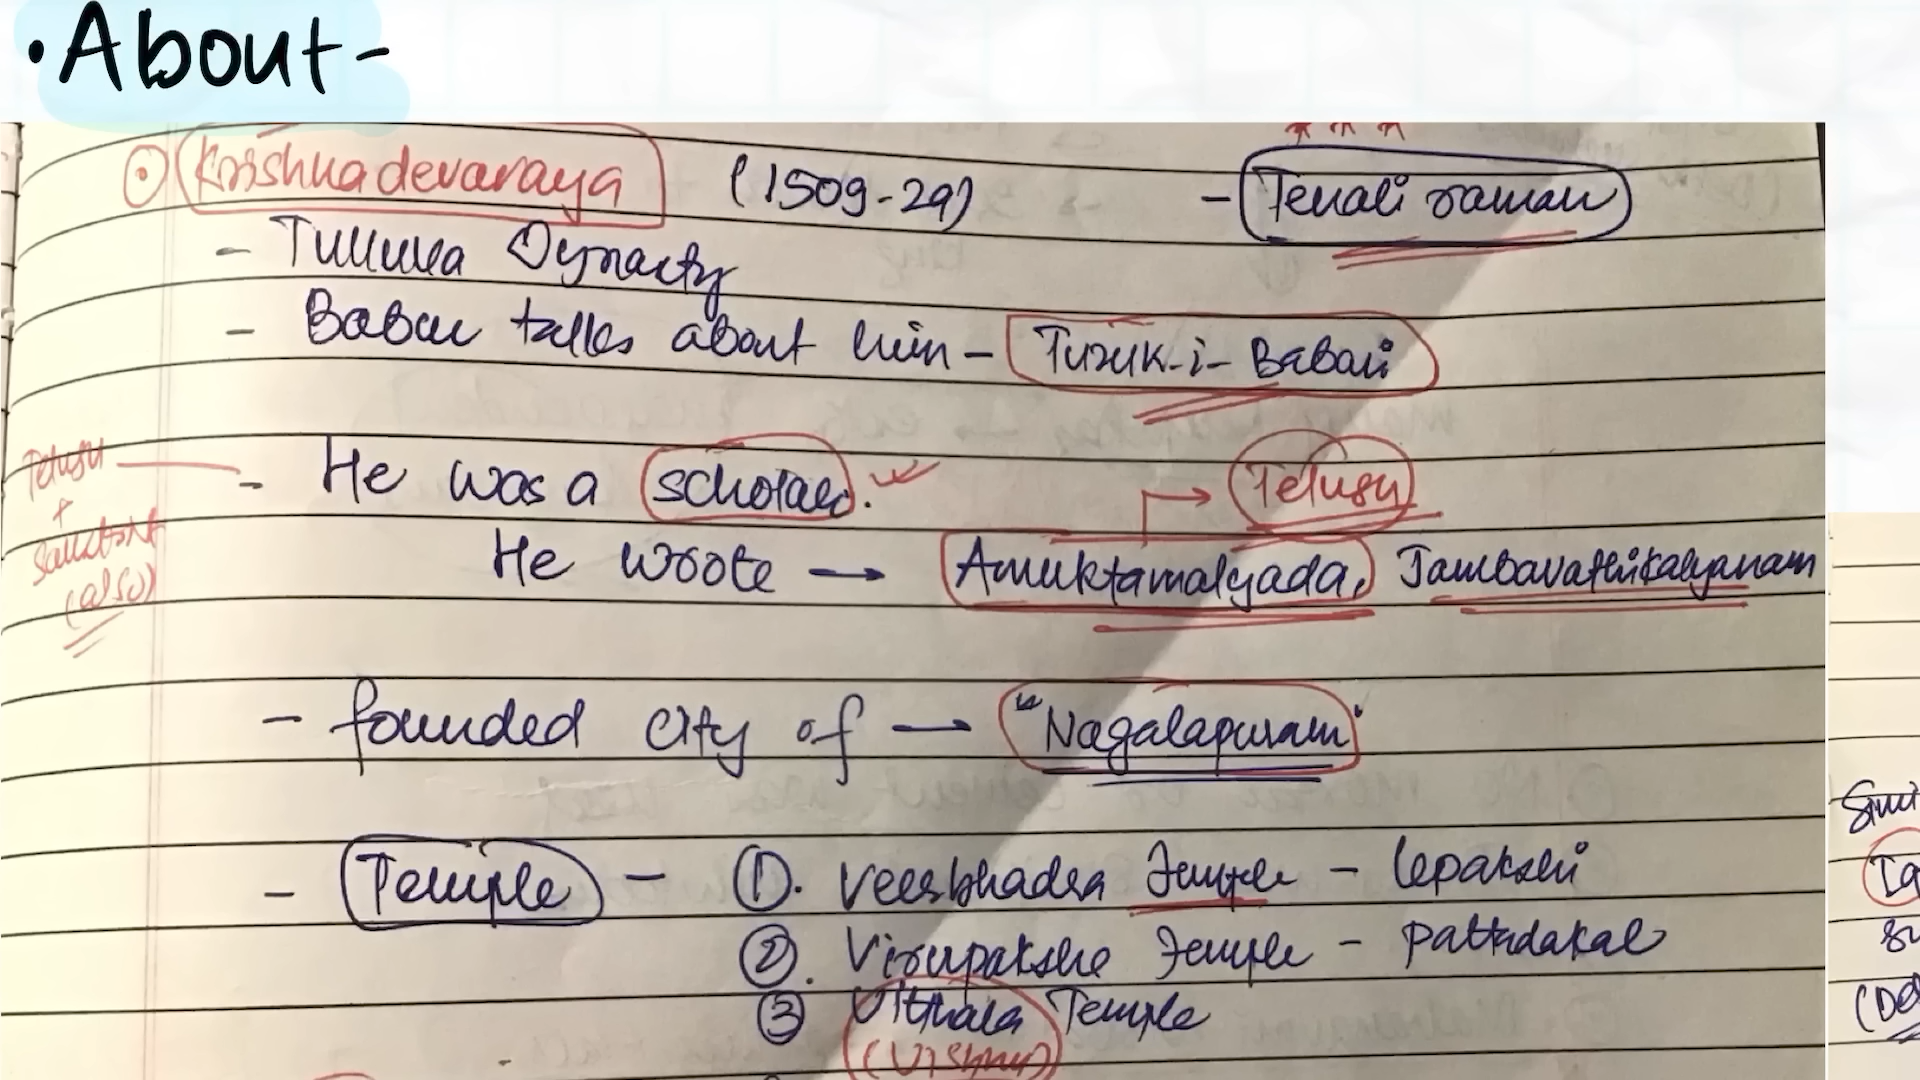 • About-
Krishnadevaraya (1509-29) - Tenali raman
- Tuluva Dynasty
- Babar talks about him - Tuzuk-i-Babari
- He was a scholar.
Telugu
+
Sanskrit
(also)
Telugu
He wrote → Amuktamalyada, Jambavathikalyanam
- founded city of → "Nagalapuram"
- Temple - ①. Veerbhadra Temple - lepakshi
②. Virupaksha Temple - Pattadakal
③ Vitthala Temple
(Vishnu)